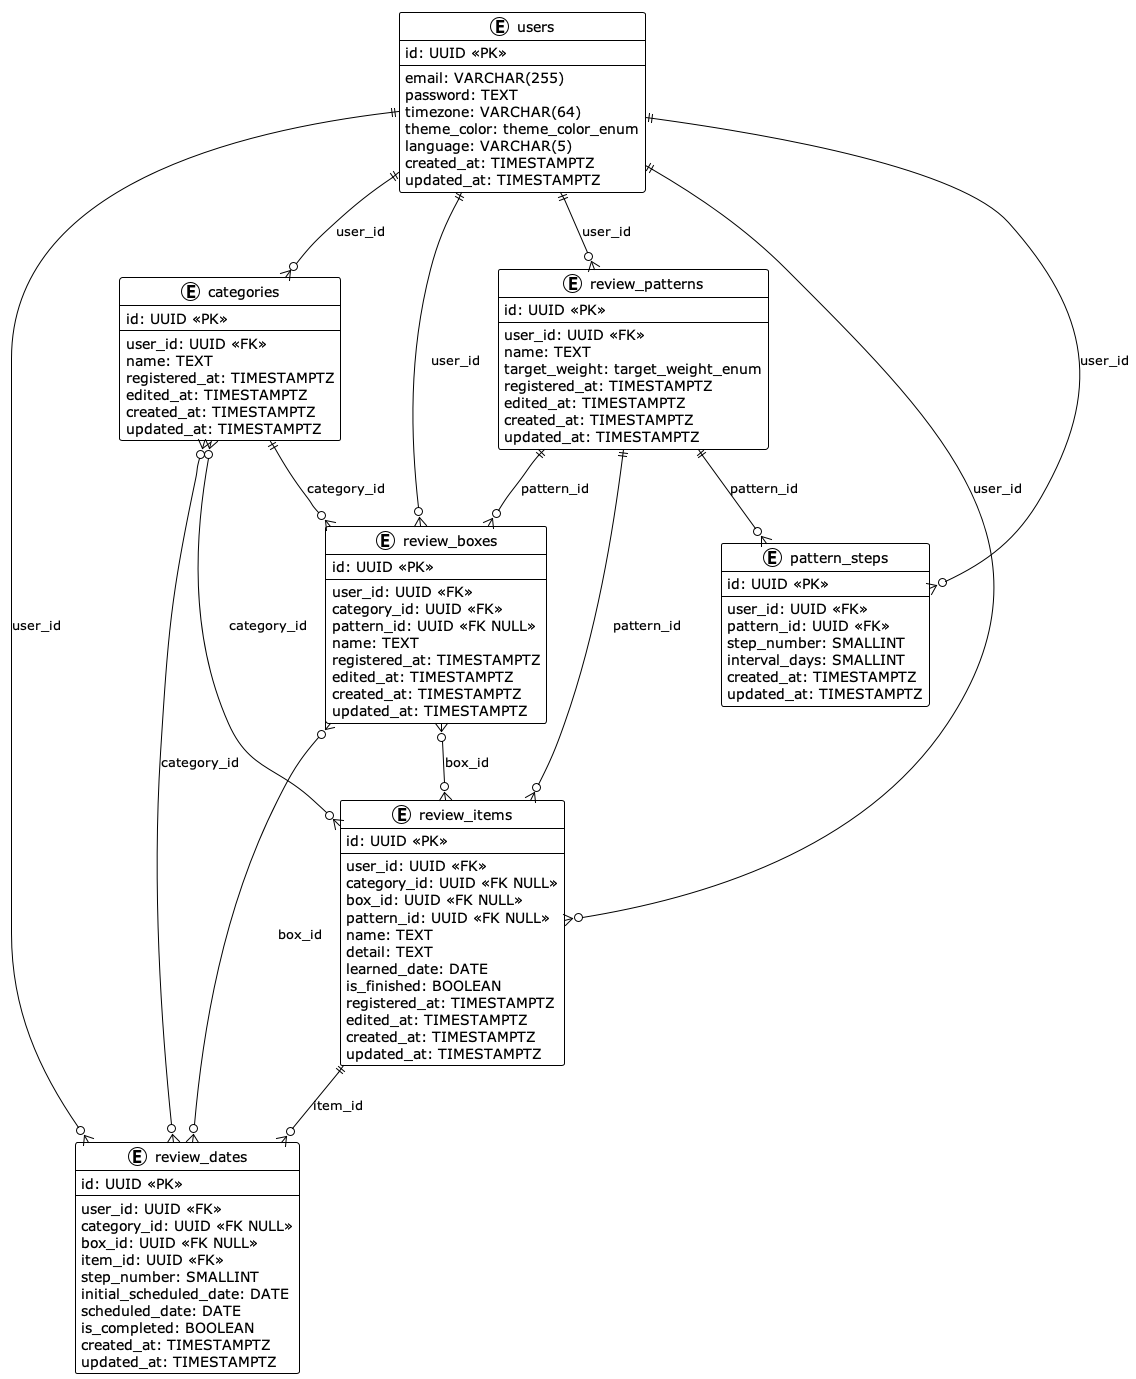 E users
id: UUID «PK»
email: VARCHAR(255)
password: TEXT
timezone: VARCHAR(64)
theme_color: theme_color_enum
language: VARCHAR(5)
created_at: TIMESTAMPTZ
updated_at: TIMESTAMPTZ
user_id
user_id
E categories
id: UUID «PK»
user_id: UUID «FK»
name: TEXT
registered_at: TIMESTAMPTZ
edited_at: TIMESTAMPTZ
created_at: TIMESTAMPTZ
updated_at: TIMESTAMPTZ
E review_patterns
id: UUID «PK»
user_id: UUID «FK»
name: TEXT
target_weight: target_weight_enum
registered_at: TIMESTAMPTZ
edited_at: TIMESTAMPTZ
created_at: TIMESTAMPTZ
updated_at: TIMESTAMPTZ
user_id
user_id
category_id
pattern_id
pattern_id
user_id
E review_boxes
id: UUID «PK»
user_id: UUID «FK»
category_id: UUID «FK»
pattern_id: UUID «FK NULL»
name: TEXT
registered_at: TIMESTAMPTZ
edited_at: TIMESTAMPTZ
created_at: TIMESTAMPTZ
updated_at: TIMESTAMPTZ
E pattern_steps
id: UUID «PK»
user_id: UUID «FK»
pattern_id: UUID «FK»
step_number: SMALLINT
interval_days: SMALLINT
created_at: TIMESTAMPTZ
updated_at: TIMESTAMPTZ
user_id
category_id
pattern_id
category_id
box_id
E review_items
id: UUID «PK»
user_id: UUID «FK»
category_id: UUID «FK NULL»
box_id: UUID «FK NULL»
pattern_id: UUID «FK NULL»
name: TEXT
detail: TEXT
learned_date: DATE
is_finished: BOOLEAN
registered_at: TIMESTAMPTZ
edited_at: TIMESTAMPTZ
created_at: TIMESTAMPTZ
updated_at: TIMESTAMPTZ
box_id
item_id
E review_dates
id: UUID «PK»
user_id: UUID «FK»
category_id: UUID «FK NULL»
box_id: UUID «FK NULL»
item_id: UUID «FK»
step_number: SMALLINT
initial_scheduled_date: DATE
scheduled_date: DATE
is_completed: BOOLEAN
created_at: TIMESTAMPTZ
updated_at: TIMESTAMPTZ